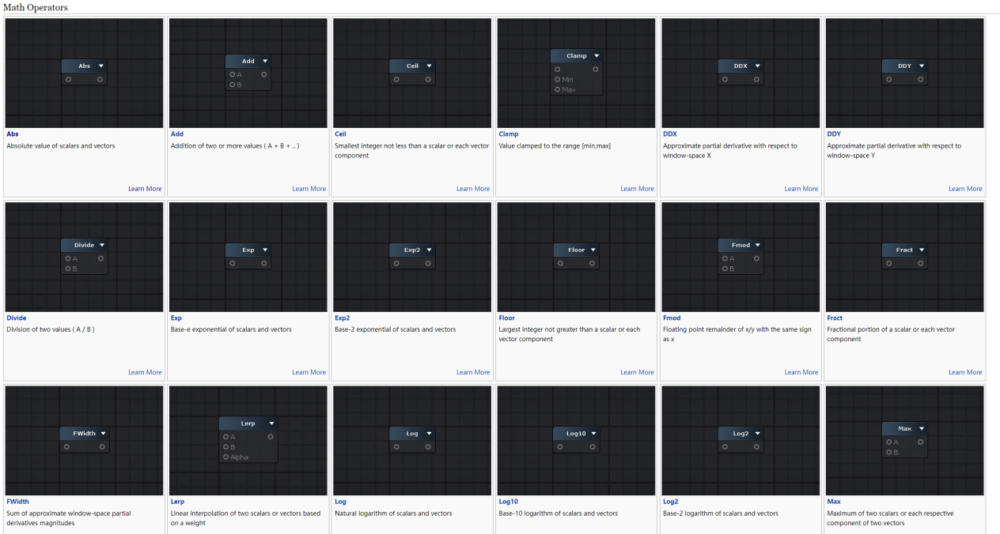 Math Operators
Abs
Add
A
B
Ceil
Clamp
Min
Max
DDX
DDY
Abs
Absolute value of scalars and vectors
Learn More
Add
Addition of two or more values ( A + B + .. )
Learn More
Ceil
Smallest integer not less than a scalar or each vector
component
Learn More
Clamp
Value clamped to the range [min,max]
Learn More
DDX
Approximate partial derivative with respect to
window-space X
Learn More
DDY
Approximate partial derivative with respect to
window-space Y
Learn More
Divide
A
B
Exp
Exp2
Floor
Fmod
A
B
Fract
Divide
Division of two values ( A / B )
Learn More
Exp
Base-e exponential of scalars and vectors
Learn More
Exp2
Base-2 exponential of scalars and vectors
Learn More
Floor
Largest integer not greater than a scalar or each
vector component
Learn More
Fmod
Floating point remainder of x/y with the same sign
as x
Learn More
Fract
Fractional portion of a scalar or each vector
component
Learn More
FWidth
Lerp
A
B
Alpha
Log
Log10
Log2
Max
A
B
FWidth
Sum of approximate window-space partial
derivatives magnitudes
Lerp
Linear interpolation of two scalars or vectors based
on a weight
Log
Natural logarithm of scalars and vectors
Log10
Base-10 logarithm of scalars and vectors
Log2
Base-2 logarithm of scalars and vectors
Max
Maximum of two scalars or each respective
component of two vectors